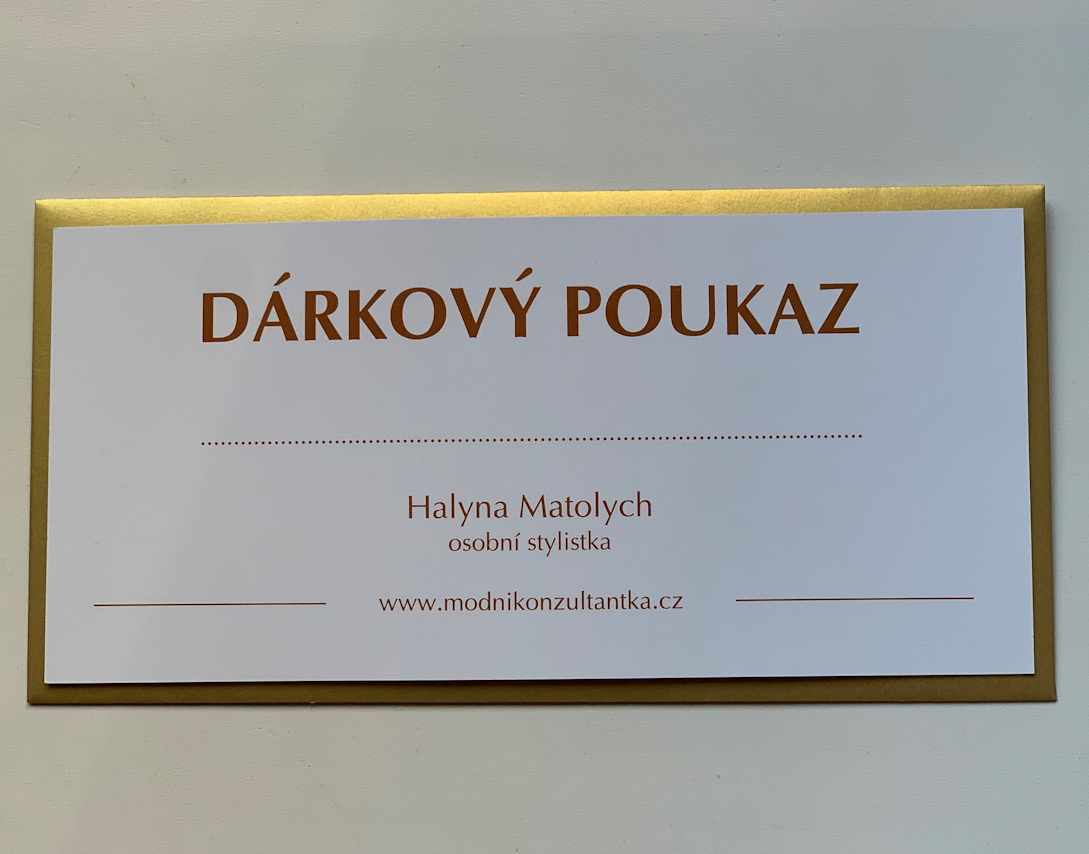 DÁRKOVÝ POUKAZ
Halyna Matolych
osobní stylistka
www.modnikonzultantka.cz